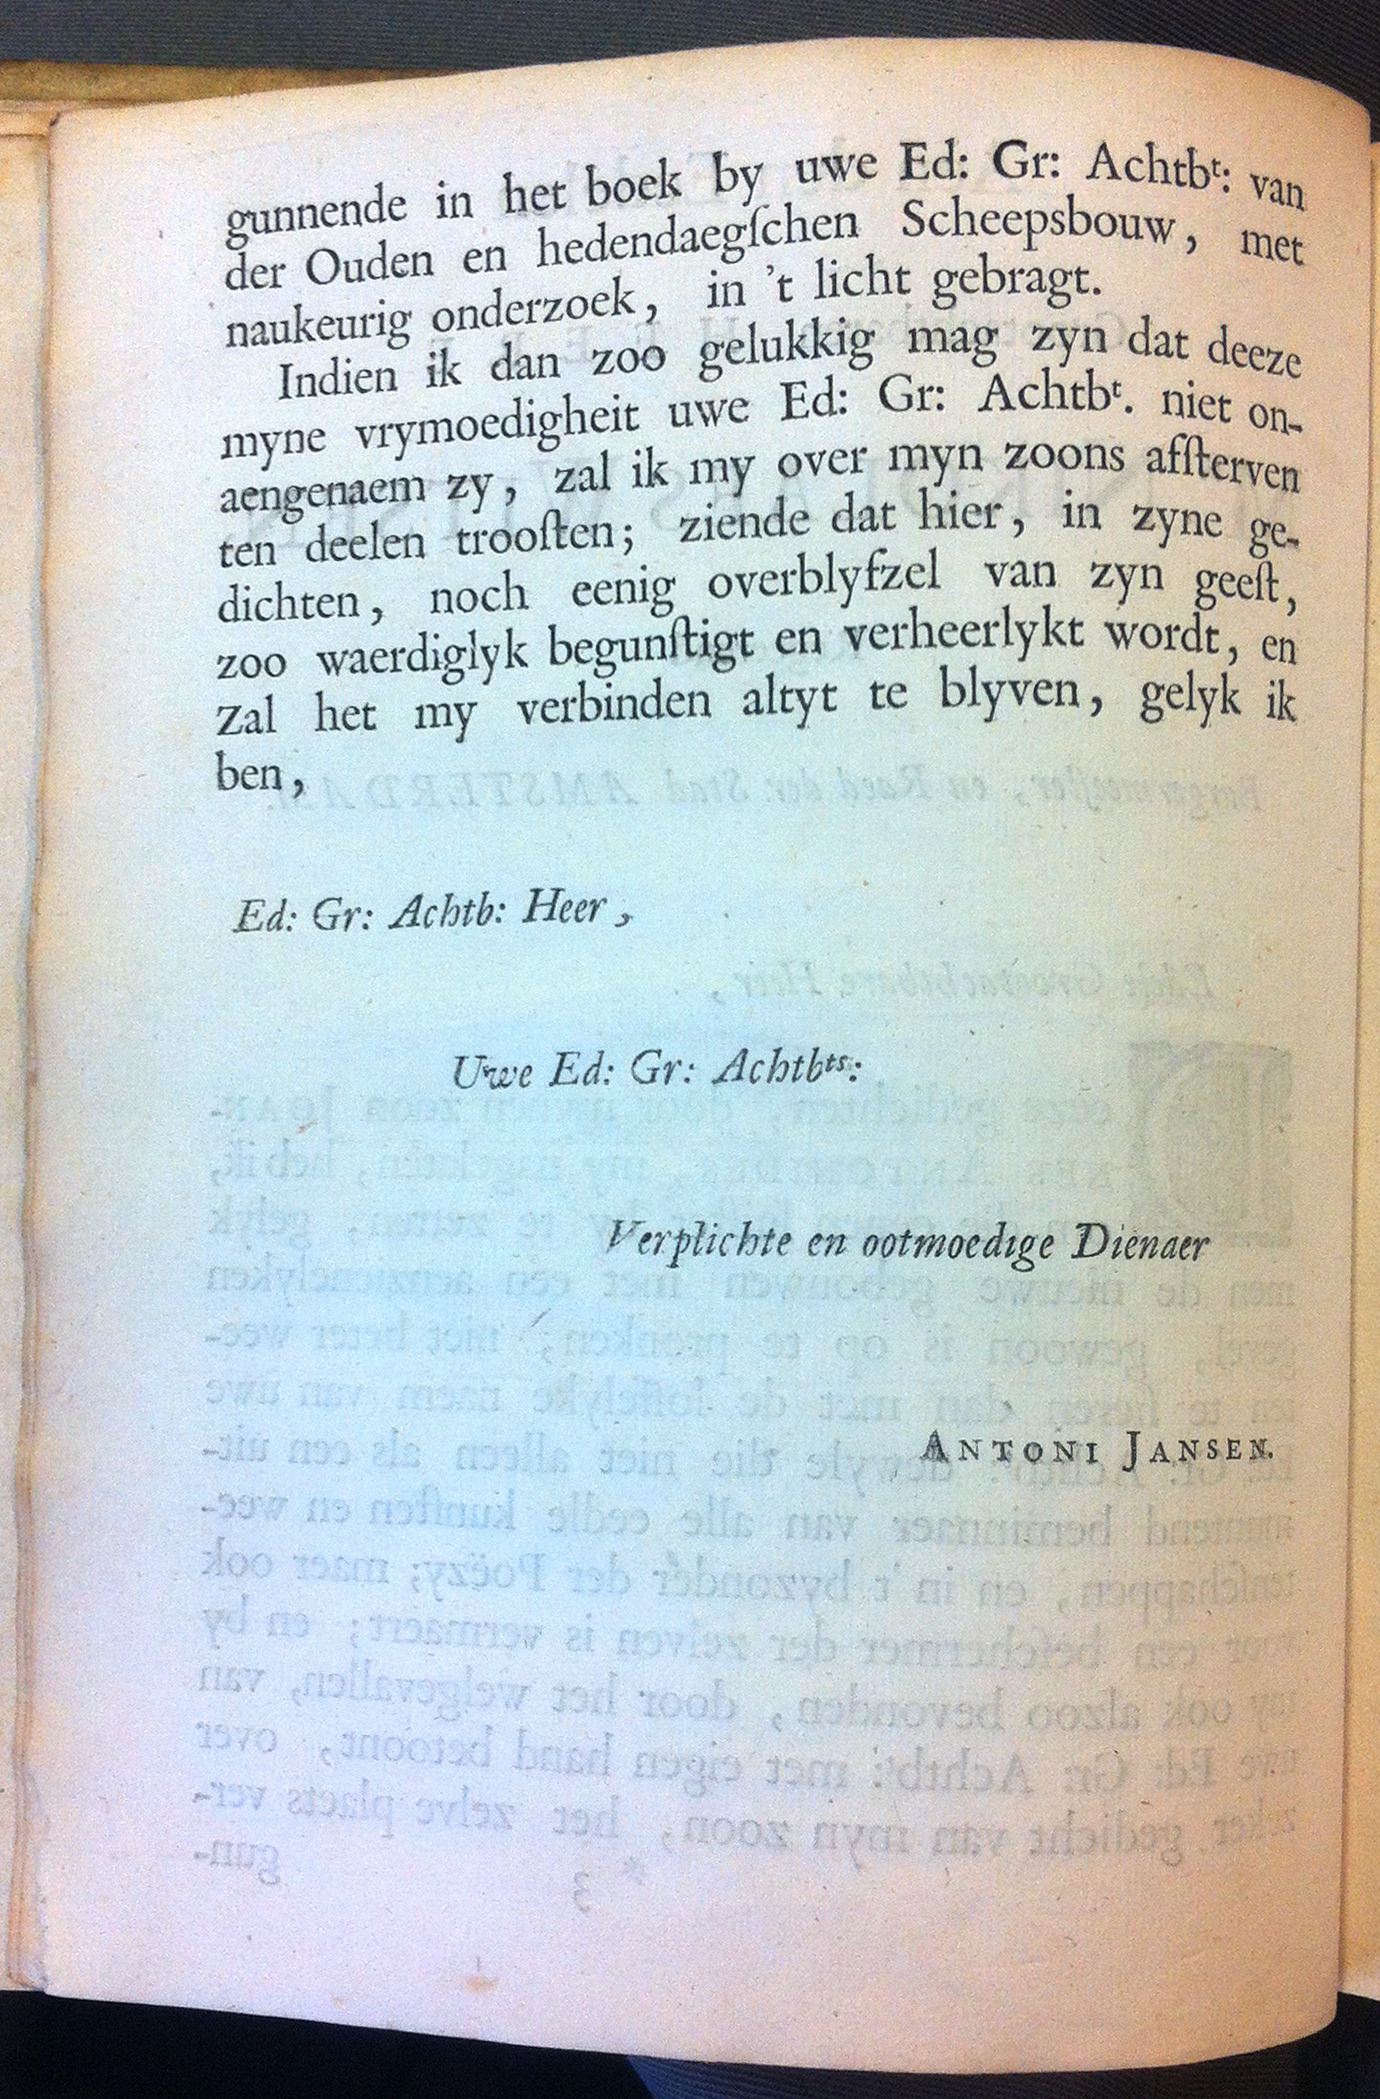 gunnende in het boek by uwe Ed: Gr: Achtbᵗ: van
der Ouden en hedendaegſchen Scheepsbouw, met
naukeurig onderzoek, in 't licht gebragt.
Indien ik dan zoo gelukkig mag zyn dat deeze
myne vrymoedigheit uwe Ed: Gr: Achtbᵗ. niet on-
aengenaem zy, zal ik my over myn zoons afſterven
ten deelen trooſten; ziende dat hier, in zyne ge-
dichten, noch eenig overblyfzel van zyn geeſt,
zoo waerdiglyk begunſtigt en verheerlykt wordt, en
zal het my verbinden altyt te blyven, gelyk ik
ben,
Ed: Gr: Achtb: Heer,
Uwe Ed: Gr: Achtbᵗˢ:
Verplichte en ootmoedige Dienaer
ANTONI JANSEN.